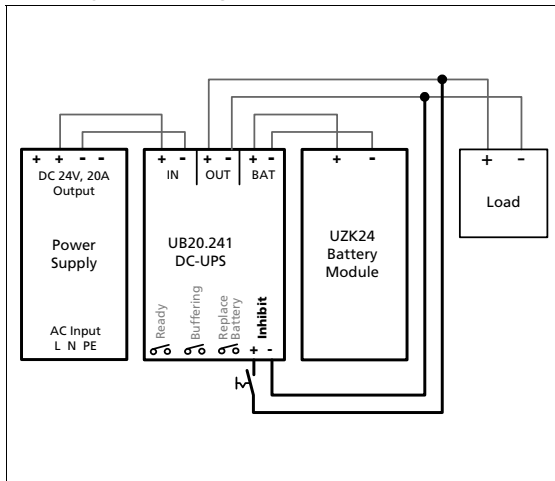 + + - -
DC 24V, 20A
Output
Power
Supply
AC Input
L N PE
+ - + - + -
IN OUT BAT
UB20.241
DC-UPS
Ready
Buffering
Replace
Battery
Inhibit
+ -
+ -
UZK24
Battery
Module
+ -
Load